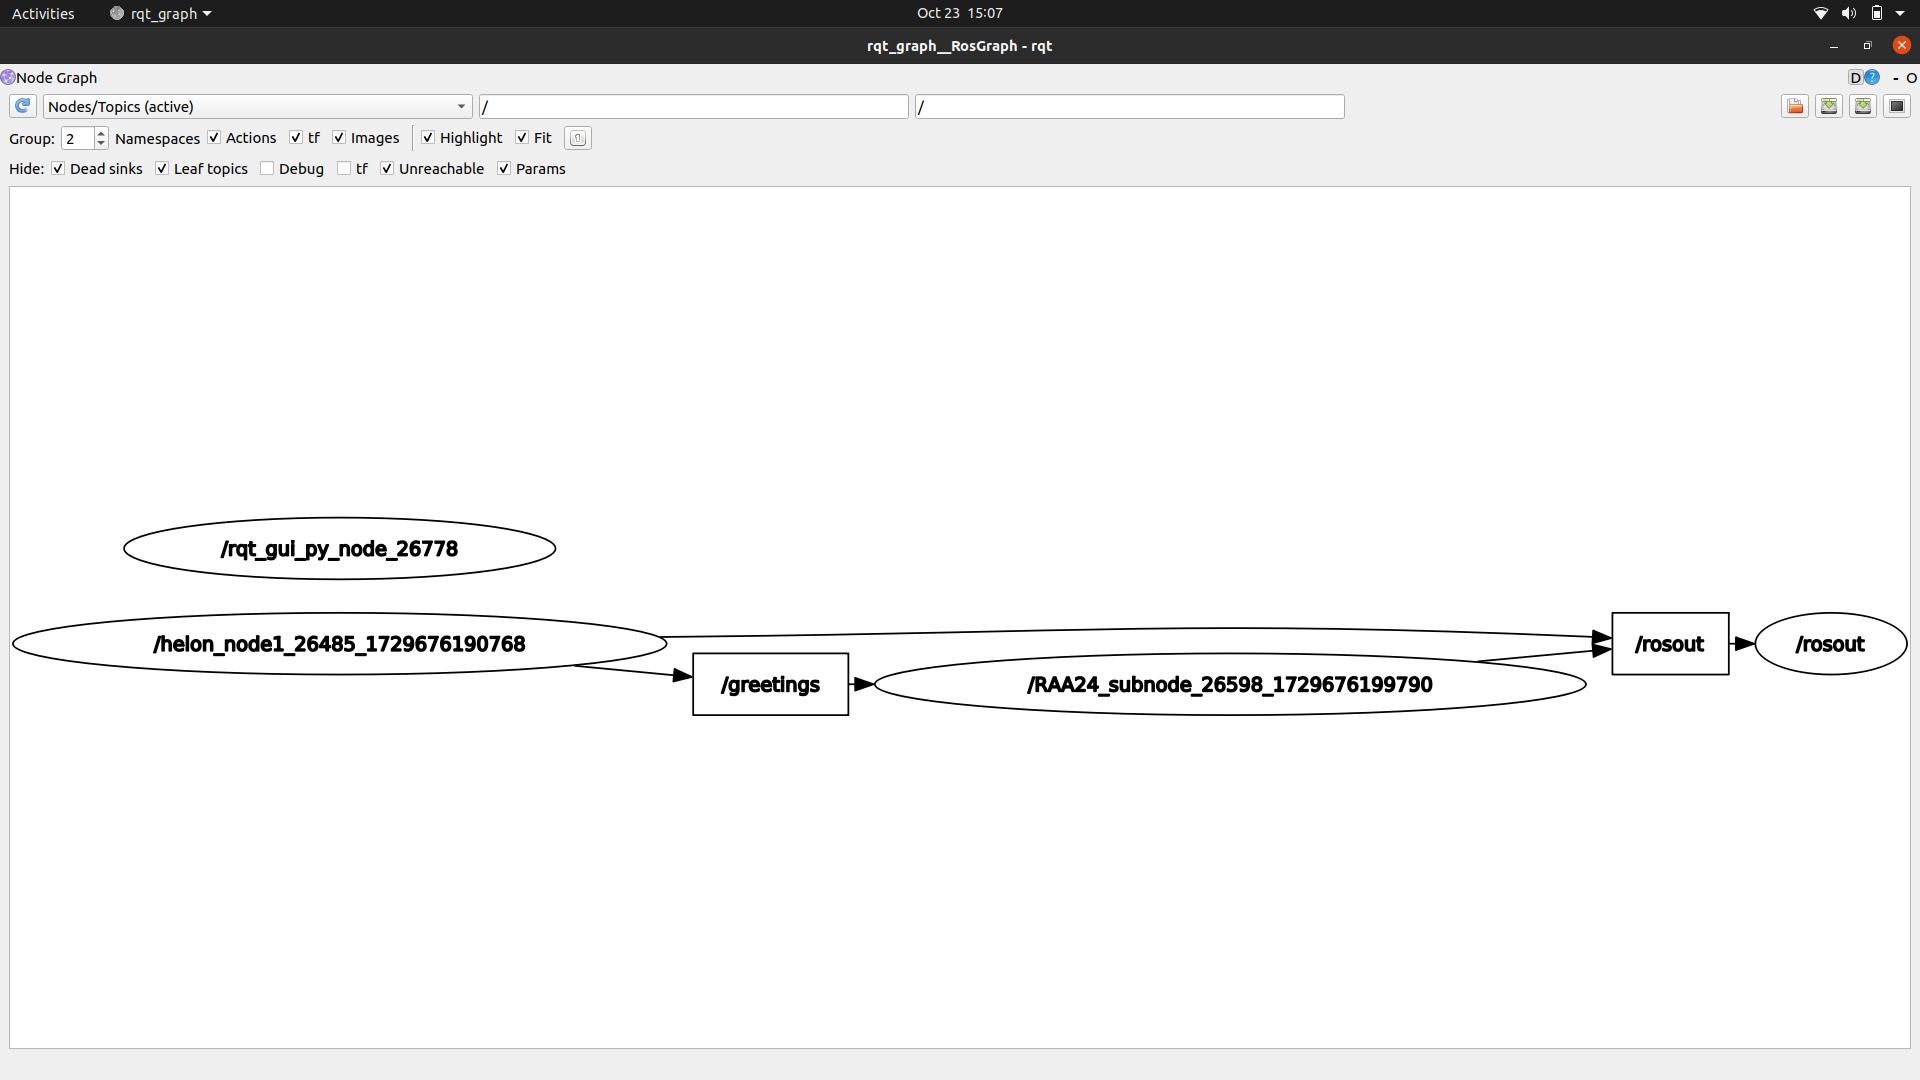 Activities rqt_graph Oct 23 15:07
rqt_graph__RosGraph - rqt
Node Graph D ? - O
Nodes/Topics (active) / /
Group: 2 Namespaces Actions tf Images Highlight Fit
Hide: Dead sinks Leaf topics Debug tf Unreachable Params
/rqt_gui_py_node_26778
/helon_node1_26485_1729676190768
/greetings
/RAA24_subnode_26598_1729676199790
/rosout
/rosout